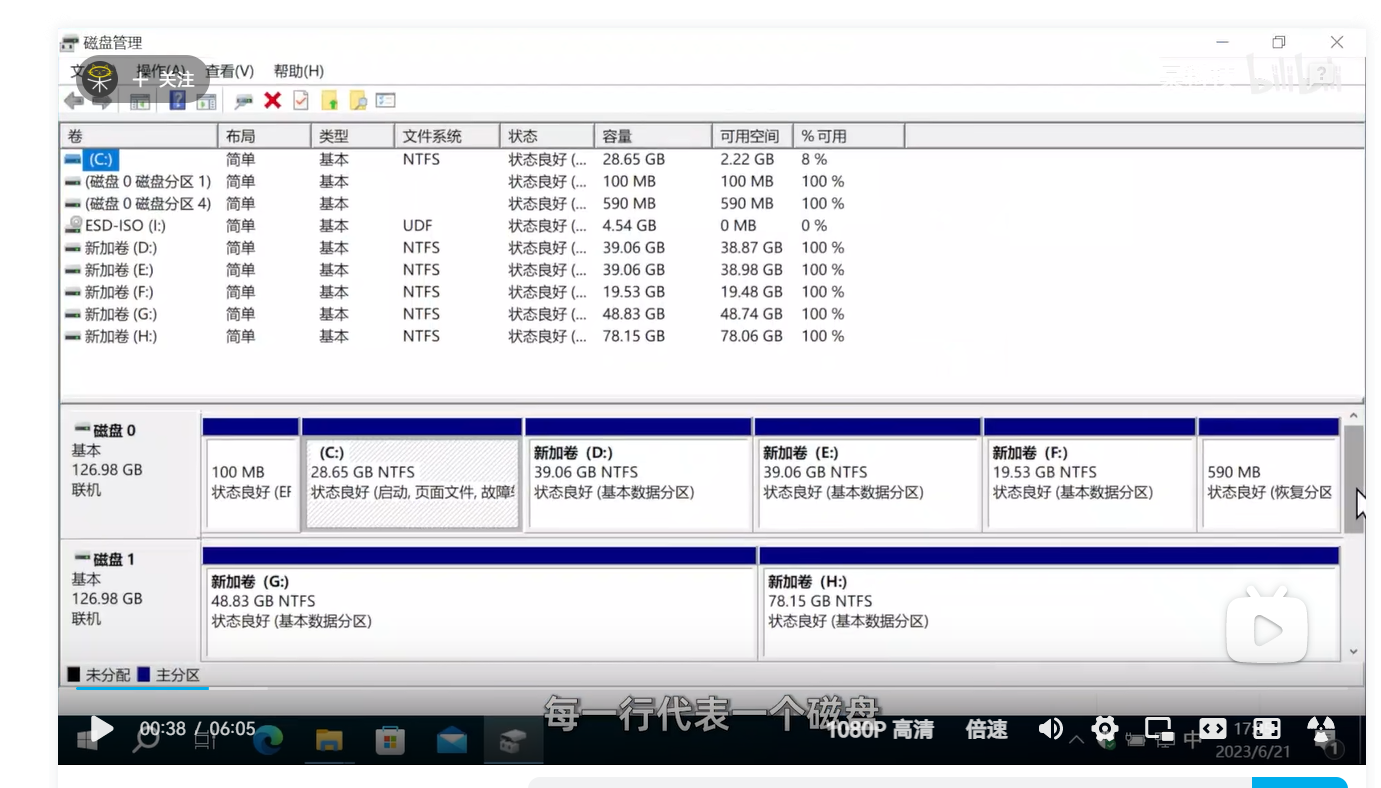 磁盘管理
操作(A) 查看(V) 帮助(H)
+ 关注
bilibili
卷 布局 类型 文件系统 状态 容量 可用空间 % 可用
(C:) 简单 基本 NTFS 状态良好 (... 28.65 GB 2.22 GB 8 %
(磁盘 0 磁盘分区 1) 简单 基本 状态良好 (... 100 MB 100 MB 100 %
(磁盘 0 磁盘分区 4) 简单 基本 状态良好 (... 590 MB 590 MB 100 %
ESD-ISO (I:) 简单 基本 UDF 状态良好 (... 4.54 GB 0 MB 0 %
新加卷 (D:) 简单 基本 NTFS 状态良好 (... 39.06 GB 38.87 GB 100 %
新加卷 (E:) 简单 基本 NTFS 状态良好 (... 39.06 GB 38.98 GB 100 %
新加卷 (F:) 简单 基本 NTFS 状态良好 (... 19.53 GB 19.48 GB 100 %
新加卷 (G:) 简单 基本 NTFS 状态良好 (... 48.83 GB 48.74 GB 100 %
新加卷 (H:) 简单 基本 NTFS 状态良好 (... 78.15 GB 78.06 GB 100 %
磁盘 0
基本
126.98 GB
联机
100 MB
状态良好 (EF
(C:)
28.65 GB NTFS
状态良好 (启动, 页面文件, 故障
新加卷 (D:)
39.06 GB NTFS
状态良好 (基本数据分区)
新加卷 (E:)
39.06 GB NTFS
状态良好 (基本数据分区)
新加卷 (F:)
19.53 GB NTFS
状态良好 (基本数据分区)
590 MB
状态良好 (恢复分区
磁盘 1
基本
126.98 GB
联机
新加卷 (G:)
48.83 GB NTFS
状态良好 (基本数据分区)
新加卷 (H:)
78.15 GB NTFS
状态良好 (基本数据分区)
未分配 主分区
每一行代表一个磁盘
00:38 / 06:05 1080P 高清 倍速
中 17
2023/6/21
1